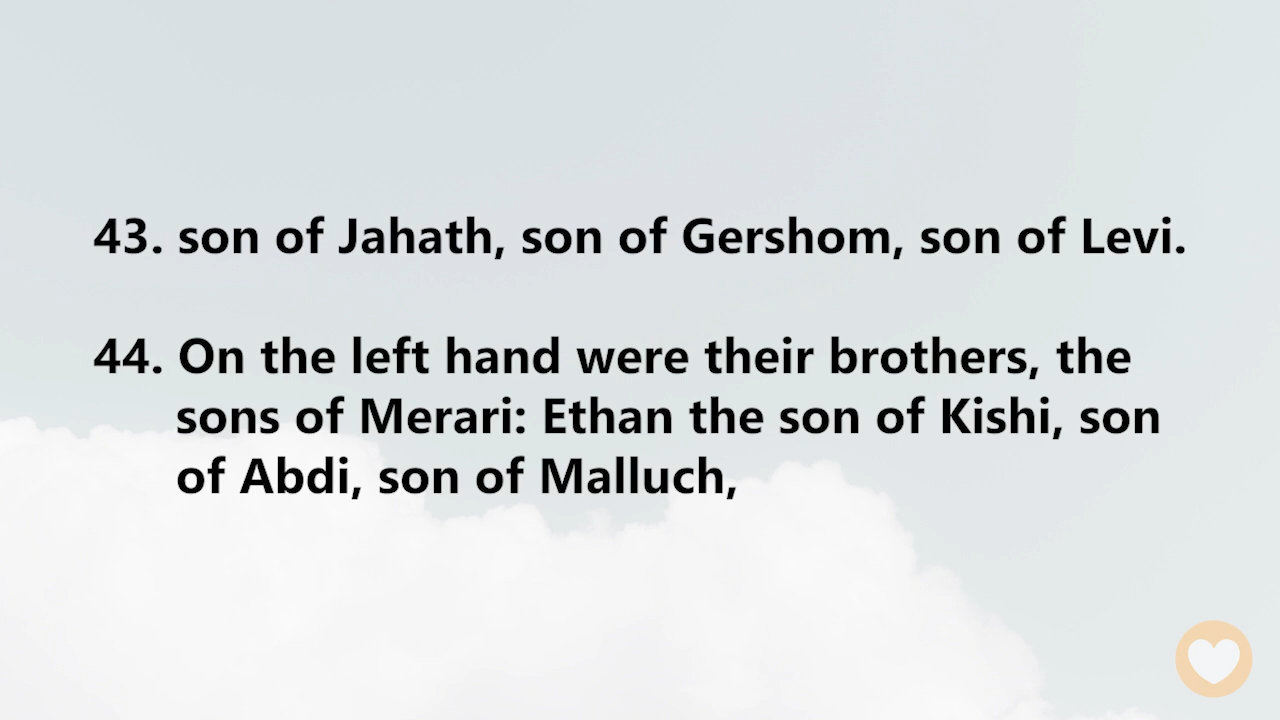 43. son of Jahath, son of Gershom, son of Levi.
44. On the left hand were their brothers, the
sons of Merari: Ethan the son of Kishi, son
of Abdi, son of Malluch,